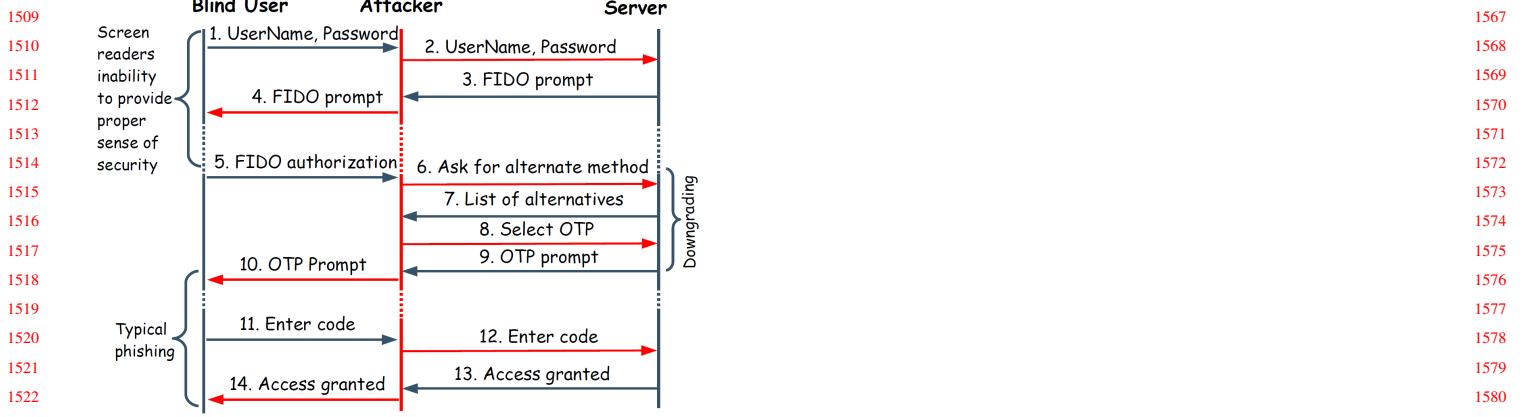 Blind User Attacker Server
1509
1510
1511
1512
1513
1514
1515
1516
1517
1518
1519
1520
1521
1522
Screen
readers
inability
to provide
proper
sense of
security
1. UserName, Password
2. UserName, Password
3. FIDO prompt
4. FIDO prompt
5. FIDO authorization
6. Ask for alternate method
7. List of alternatives
8. Select OTP
9. OTP prompt
Downgrading
10. OTP Prompt
Typical
phishing
11. Enter code
12. Enter code
13. Access granted
14. Access granted
1567
1568
1569
1570
1571
1572
1573
1574
1575
1576
1577
1578
1579
1580